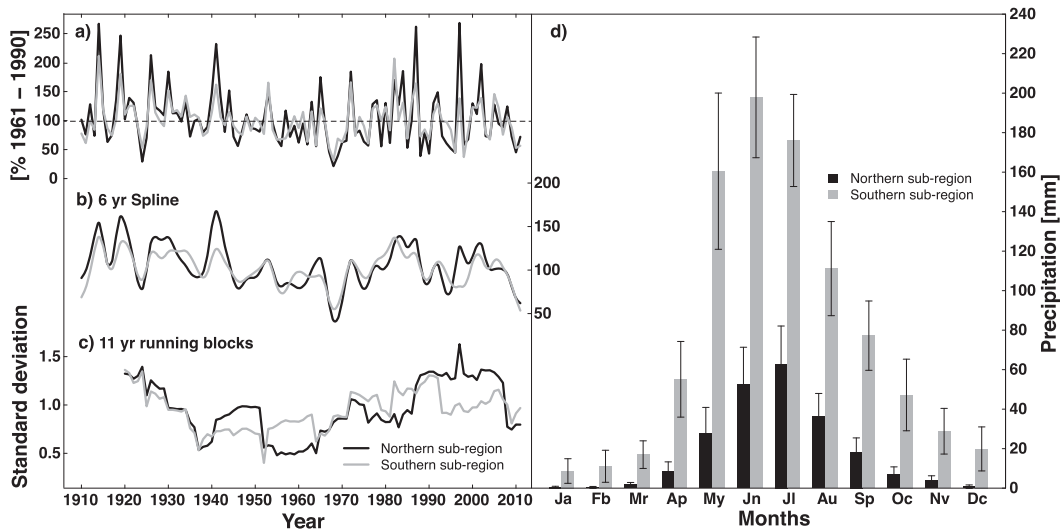 a)
[% 1961 – 1990]
250
200
150
100
50
0
b) 6 yr Spline
200
150
100
50
c) 11 yr running blocks
Standard deviation
1.5
1.0
0.5
Northern sub-region
Southern sub-region
1910 1920 1930 1940 1950 1960 1970 1980 1990 2000 2010
Year
d)
240
220
200
180
160
140
120
100
80
60
40
20
0
Precipitation [mm]
Northern sub-region
Southern sub-region
Ja Fb Mr Ap My Jn Jl Au Sp Oc Nv Dc
Months